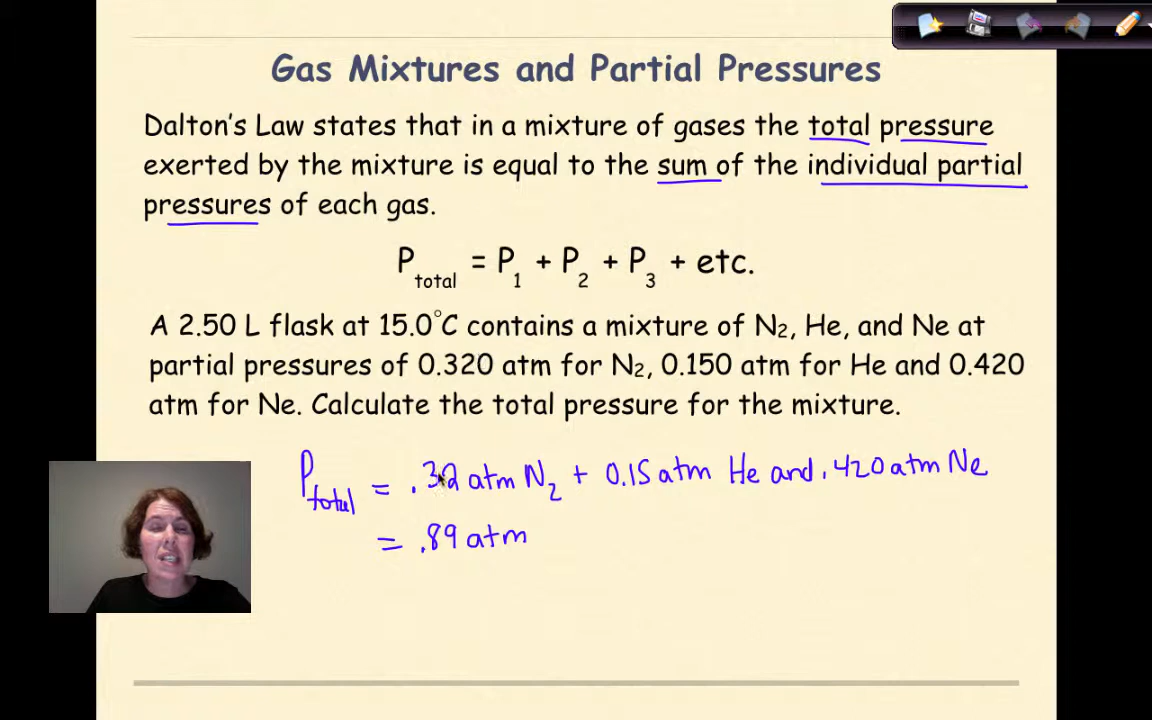 Gas Mixtures and Partial Pressures
Dalton's Law states that in a mixture of gases the total pressure
exerted by the mixture is equal to the sum of the individual partial
pressures of each gas.
P total = P1 + P2 + P3 + etc.
A 2.50 L flask at 15.0°C contains a mixture of N2, He, and Ne at
partial pressures of 0.320 atm for N2, 0.150 atm for He and 0.420
atm for Ne. Calculate the total pressure for the mixture.
P total = .32 atm N2 + 0.15 atm He and .420 atm Ne
= .89 atm